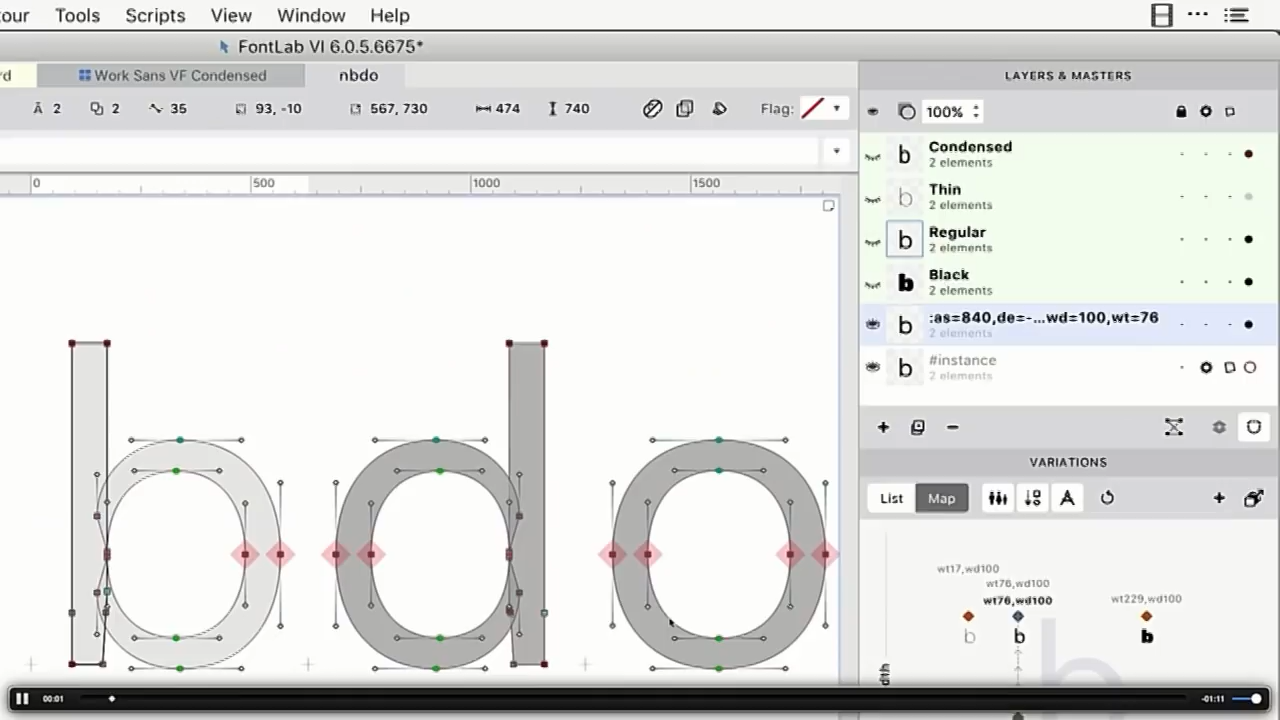 our Tools Scripts View Window Help
FontLab VI 6.0.5.6675*
rd Work Sans VF Condensed nbdo
LAYERS & MASTERS
2 2 35 93, -10 567, 730 474 740 Flag:
100%
Condensed
2 elements
0 500 1000 1500
Thin
2 elements
b Regular
2 elements
b Black
2 elements
b :as=840,de=-...wd=100,wt=76
2 elements
b #instance
2 elements
VARIATIONS
List Map
wt17,wd100
wt76,wd100
wt76,wd100 wt229,wd100
b b b
dth
00:01 -01:11